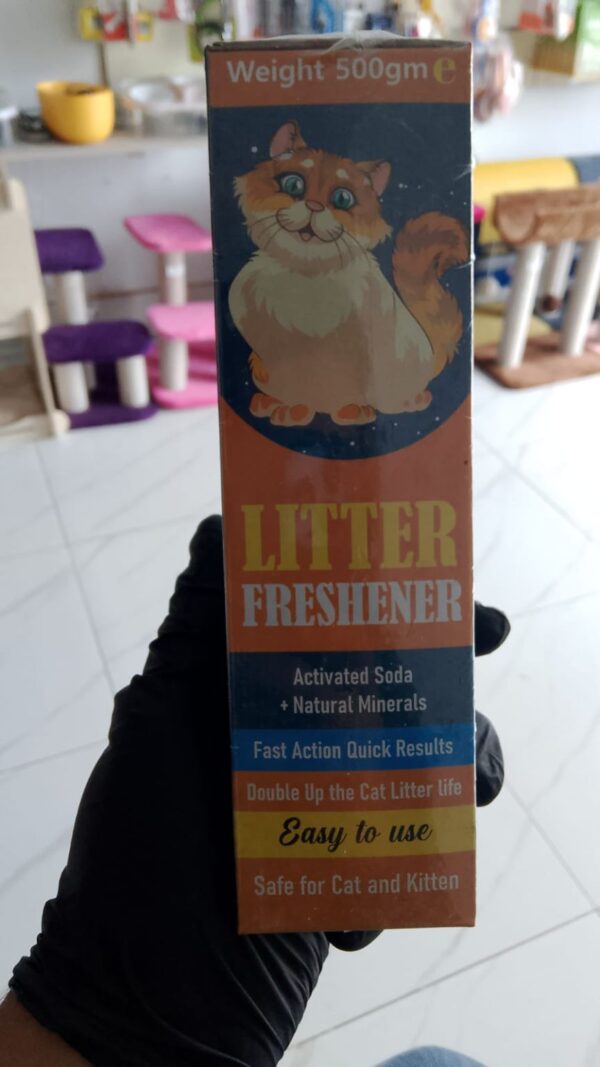 Weight 500gm e
LITTER
FRESHENER
Activated Soda
+ Natural Minerals
Fast Action Quick Results
Double Up the Cat Litter life
Easy to use
Safe for Cat and Kitten